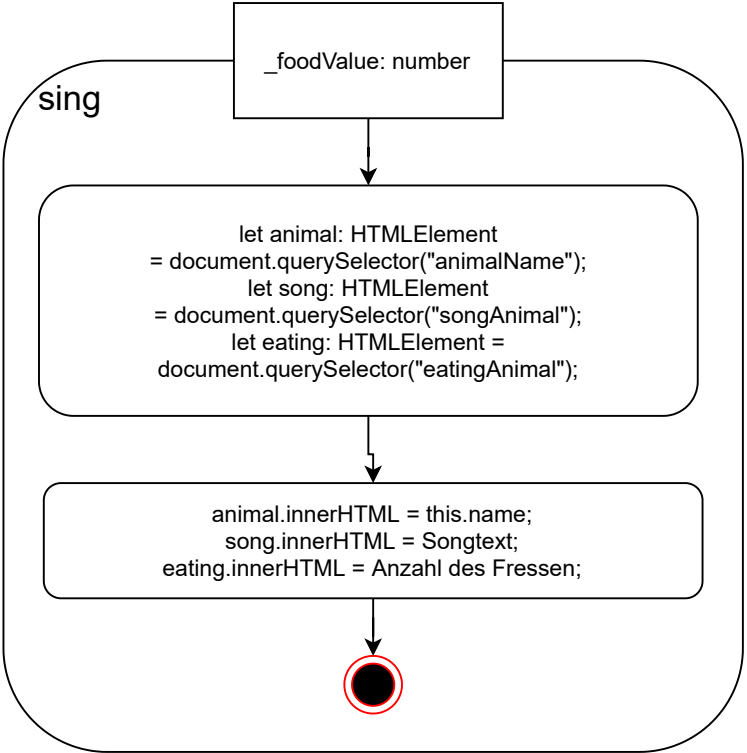 _foodValue: number
sing
let animal: HTMLElement
= document.querySelector("animalName");
let song: HTMLElement
= document.querySelector("songAnimal");
let eating: HTMLElement =
document.querySelector("eatingAnimal");
animal.innerHTML = this.name;
song.innerHTML = Songtext;
eating.innerHTML = Anzahl des Fressen;